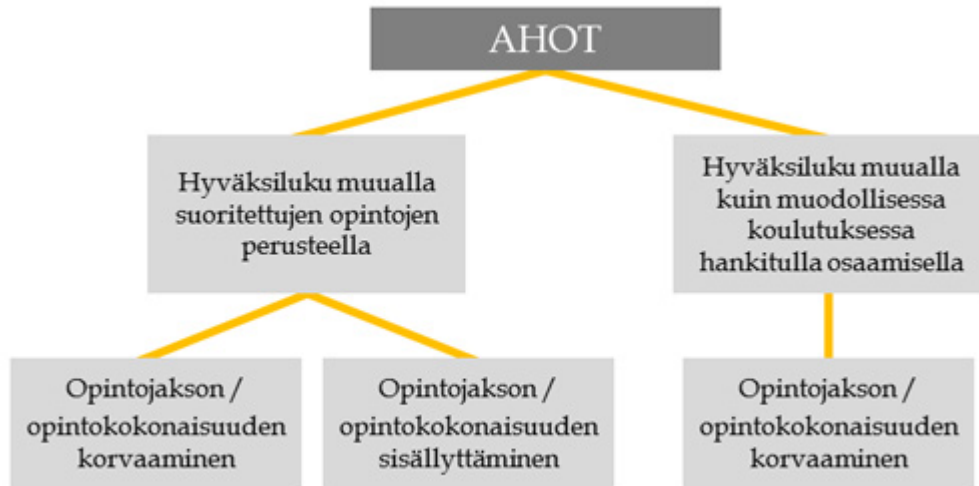 AHOT
Hyväksiluku muualla
suoritettujen opintojen
perusteella
Hyväksiluku muualla
kuin muodollisessa
koulutuksessa
hankitulla osaamisella
Opintojakson /
opintokokonaisuuden
korvaaminen
Opintojakson /
opintokokonaisuuden
sisällyttäminen
Opintojakson /
opintokokonaisuuden
korvaaminen